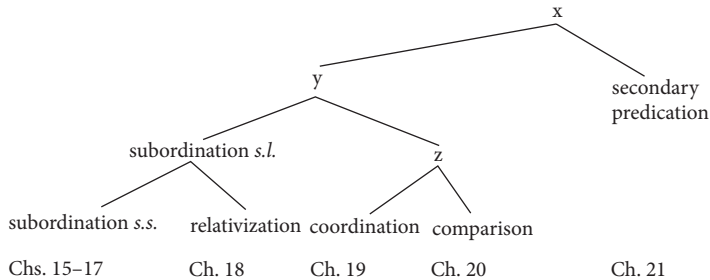 x
y
secondary
predication
subordination s.l.
z
subordination s.s.
relativization
coordination
comparison
Chs. 15–17
Ch. 18
Ch. 19
Ch. 20
Ch. 21